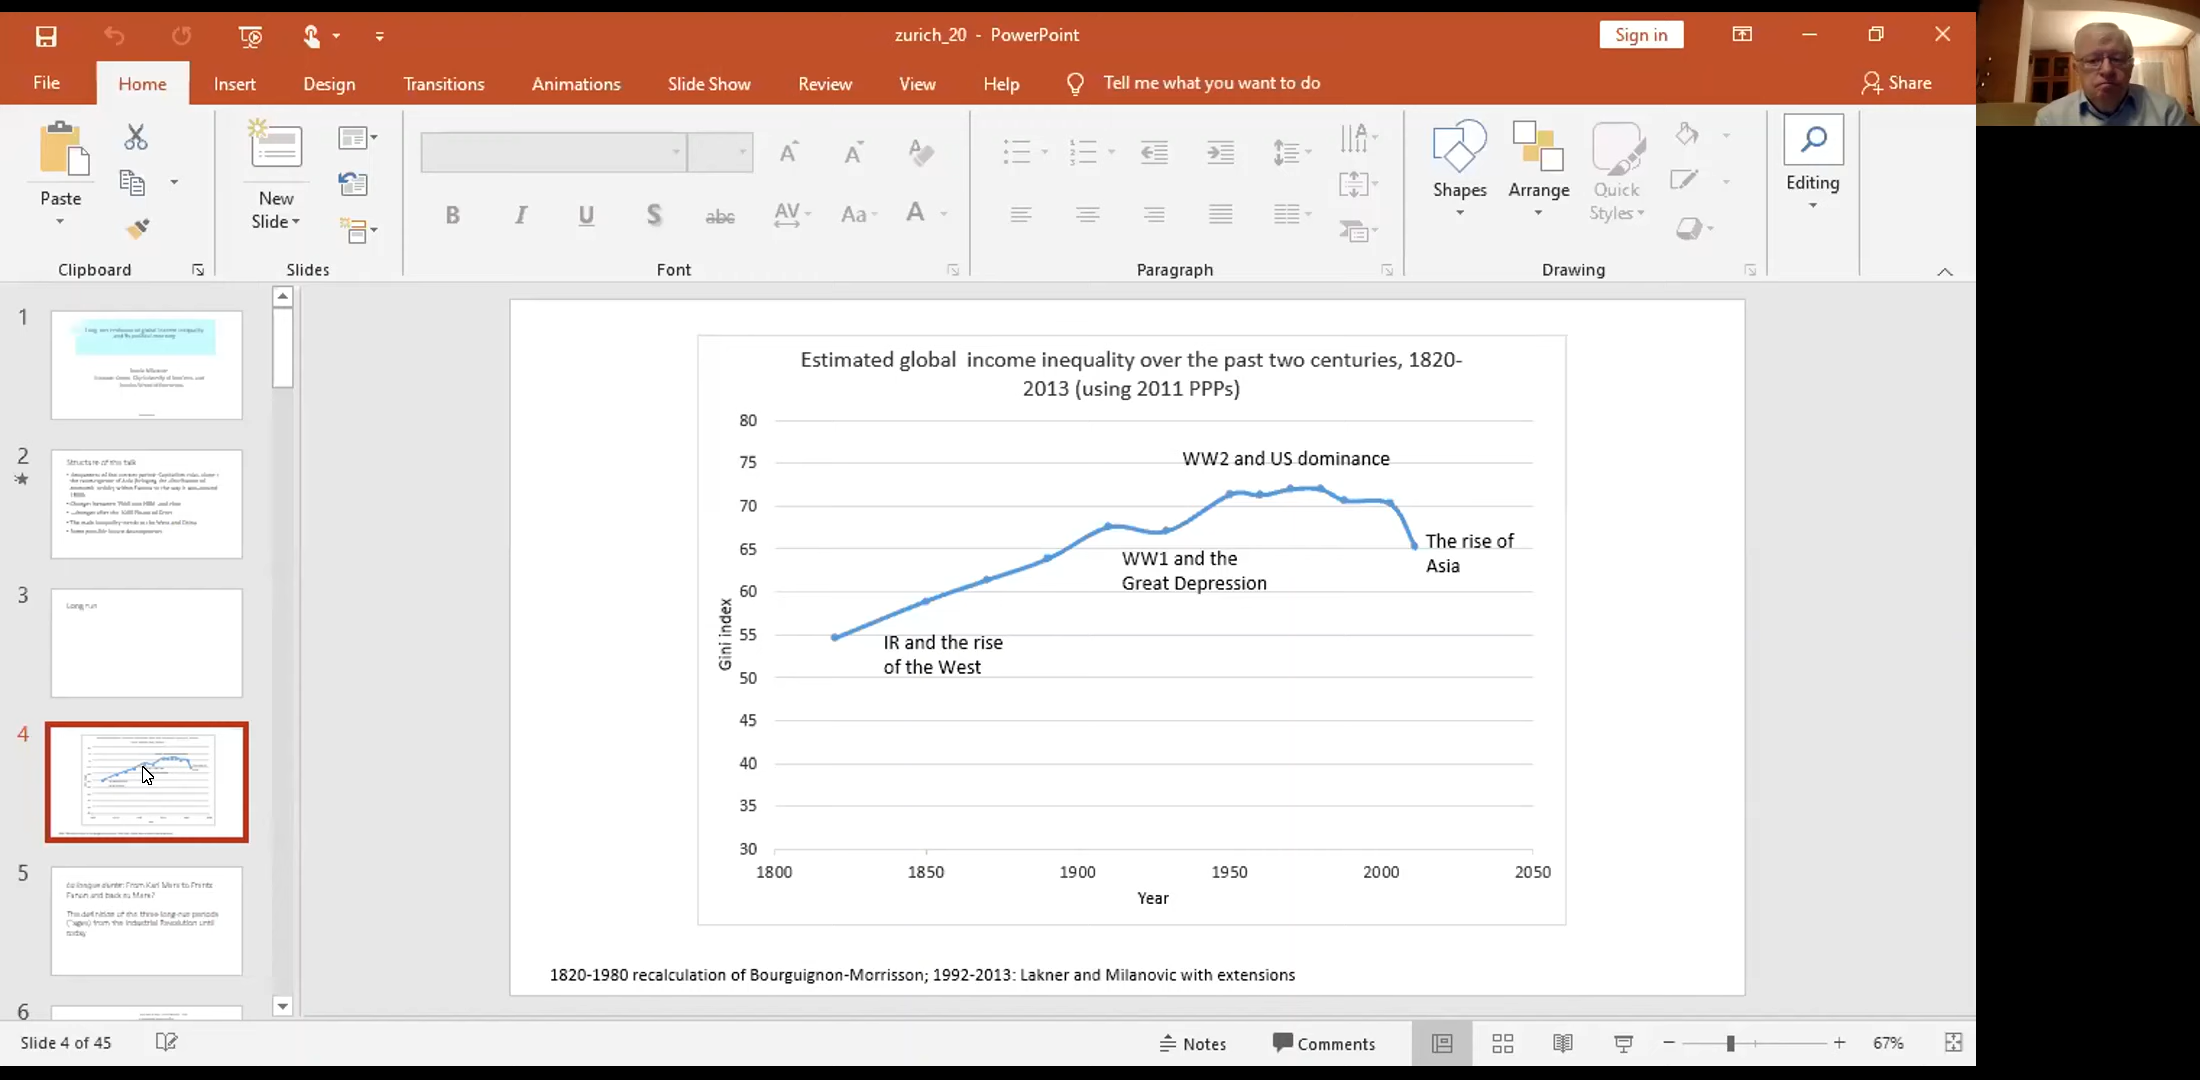 zurich_20 - PowerPoint
Sign in
File
Home
Insert
Design
Transitions
Animations
Slide Show
Review
View
Help
Tell me what you want to do
Share
Paste
New
Slide
B
I
U
S
abc
AV
Aa
A
Shapes
Arrange
Quick
Styles
Editing
Clipboard
Slides
Font
Paragraph
Drawing
1
2
Structure of the talk
3
Long run
4
5
6
Estimated global income inequality over the past two centuries, 1820-
2013 (using 2011 PPPs)
80
75
70
65
60
55
50
45
40
35
30
Gini index
WW2 and US dominance
The rise of
Asia
WW1 and the
Great Depression
IR and the rise
of the West
1800
1850
1900
1950
2000
2050
Year
1820-1980 recalculation of Bourguignon-Morrisson; 1992-2013: Lakner and Milanovic with extensions
Slide 4 of 45
Notes
Comments
67%